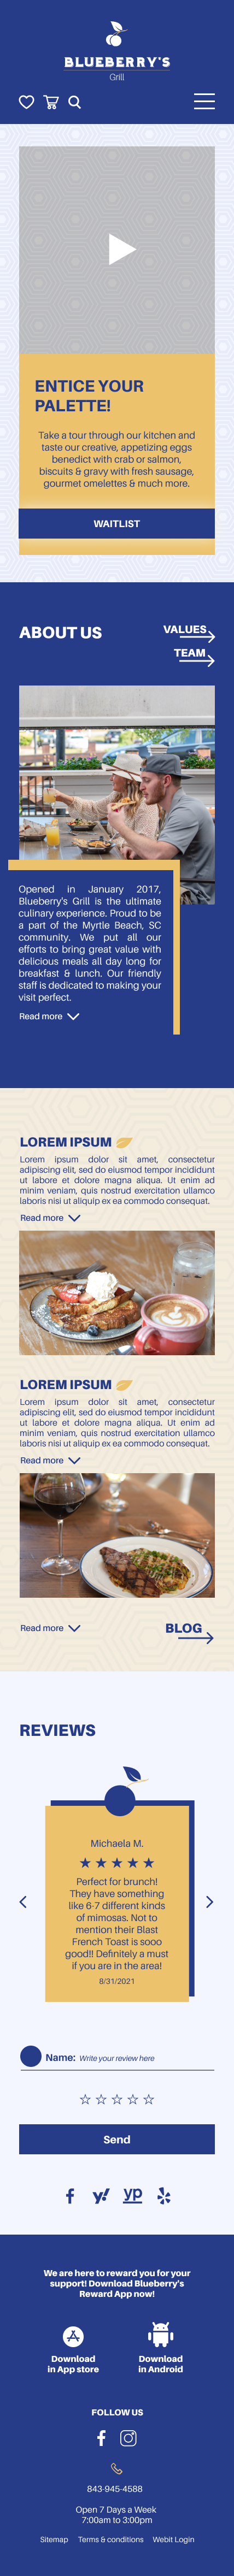 BLUEBERRY'S
Grill
ENTICE YOUR
PALETTE!
Take a tour through our kitchen and
taste our creative, appetizing eggs
benedict with crab or salmon,
biscuits & gravy with fresh sausage,
gourmet omelettes & much more.
WAITLIST
ABOUT US
VALUES
TEAM
Opened in January 2017,
Blueberry's Grill is the ultimate
culinary experience. Proud to be
a part of the Myrtle Beach, SC
community. We put all our
efforts to bring great value with
delicious meals all day long for
breakfast & lunch. Our friendly
staff is dedicated to making your
visit perfect.
Read more
LOREM IPSUM
Lorem ipsum dolor sit amet, consectetur
adipiscing elit, sed do eiusmod tempor incididunt
ut labore et dolore magna aliqua. Ut enim ad
minim veniam, quis nostrud exercitation ullamco
laboris nisi ut aliquip ex ea commodo consequat.
Read more
LOREM IPSUM
Lorem ipsum dolor sit amet, consectetur
adipiscing elit, sed do eiusmod tempor incididunt
ut labore et dolore magna aliqua. Ut enim ad
minim veniam, quis nostrud exercitation ullamco
laboris nisi ut aliquip ex ea commodo consequat.
Read more
Read more
BLOG
REVIEWS
Michaela M.
Perfect for brunch!
They have something
like 6-7 different kinds
of mimosas. Not to
mention their Blast
French Toast is sooo
good!! Definitely a must
if you are in the area!
8/31/2021
Name: Write your review here
Send
f y! yp
We are here to reward you for your
support! Download Blueberry's
Reward App now!
Download
in App store
Download
in Android
FOLLOW US
f
843-945-4588
Open 7 Days a Week
7:00am to 3:00pm
Sitemap Terms & conditions Webit Login